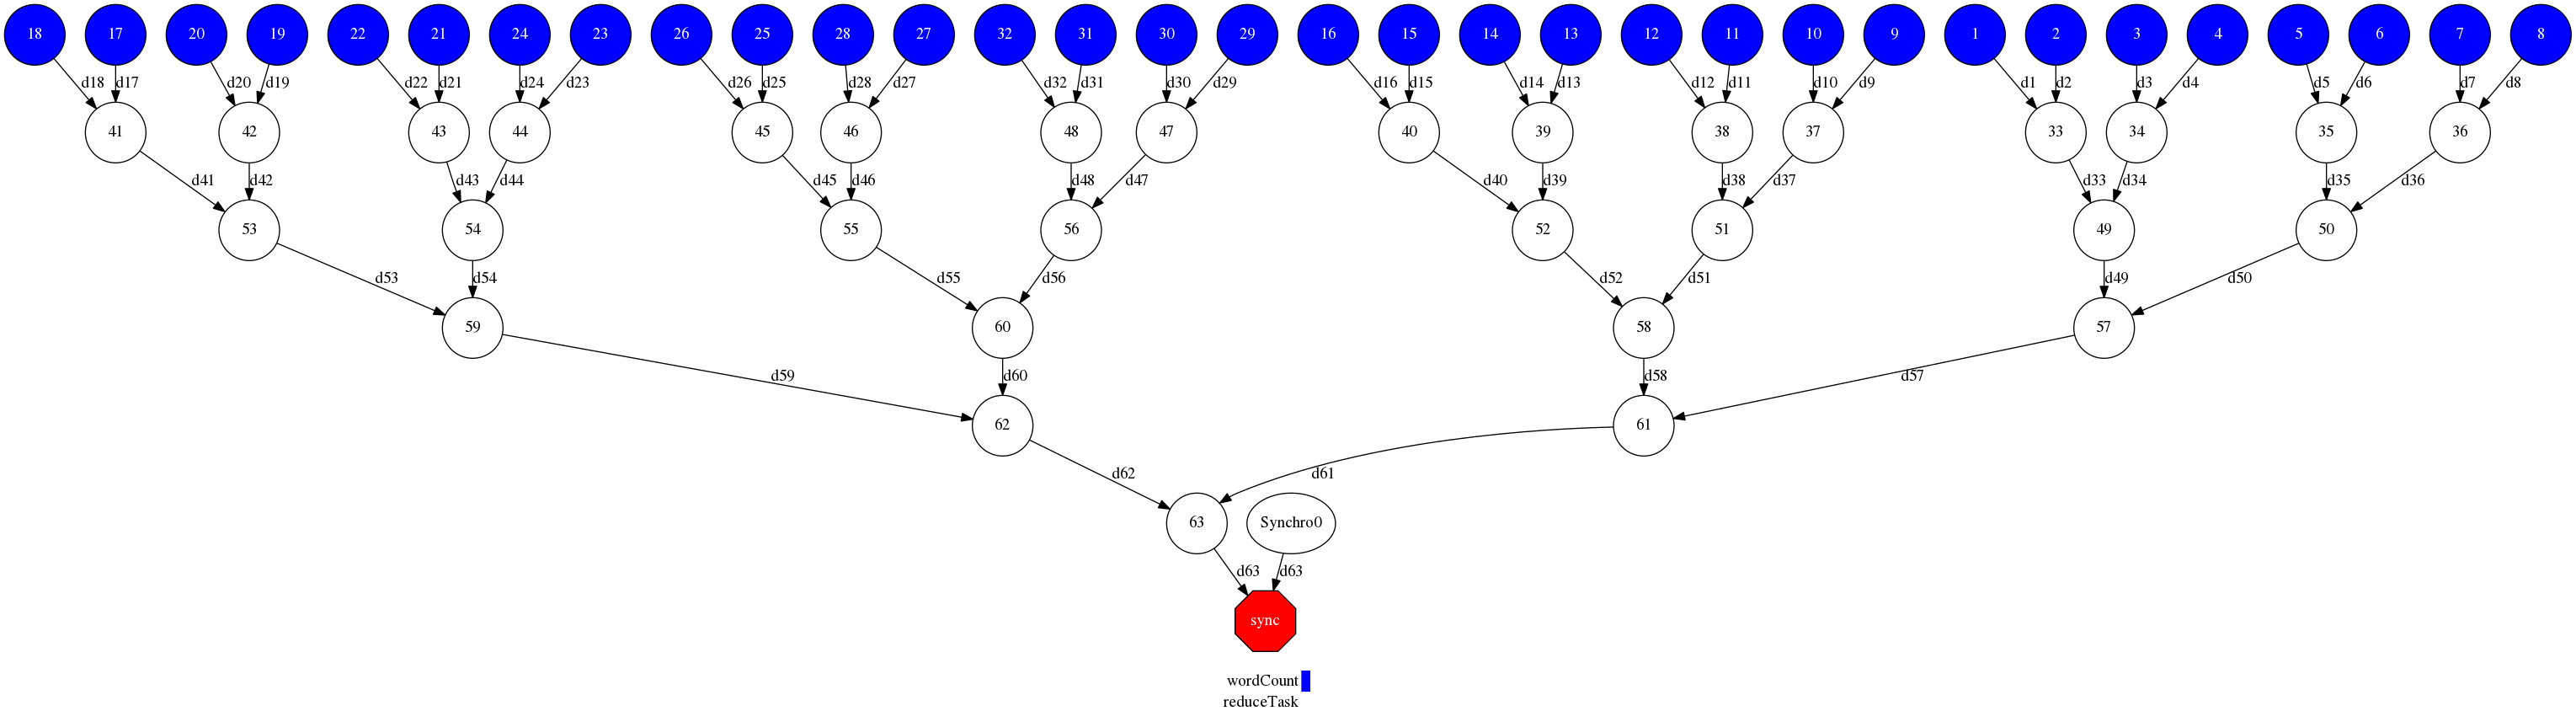 18 17 20 19 22 21 24 23 26 25 28 27 32 31 30 29 16 15 14 13 12 11 10 9 1 2 3 4 5 6 7 8
d18 d17 d20 d19 d22 d21 d24 d23 d26 d25 d28 d27 d32 d31 d30 d29 d16 d15 d14 d13 d12 d11 d10 d9 d1 d2 d3 d4 d5 d6 d7 d8
41 42 43 44 45 46 48 47 40 39 38 37 33 34 35 36
d41 d42 d43 d44 d45 d46 d48 d47 d40 d39 d38 d37 d33 d34 d35 d36
53 54 55 56 52 51 49 50
d53 d54 d55 d56 d52 d51 d49 d50
59 60 58 57
d59 d60 d58 d57
62 61
d62 d61
63 Synchro0
d63 d63
sync
wordCount
reduceTask